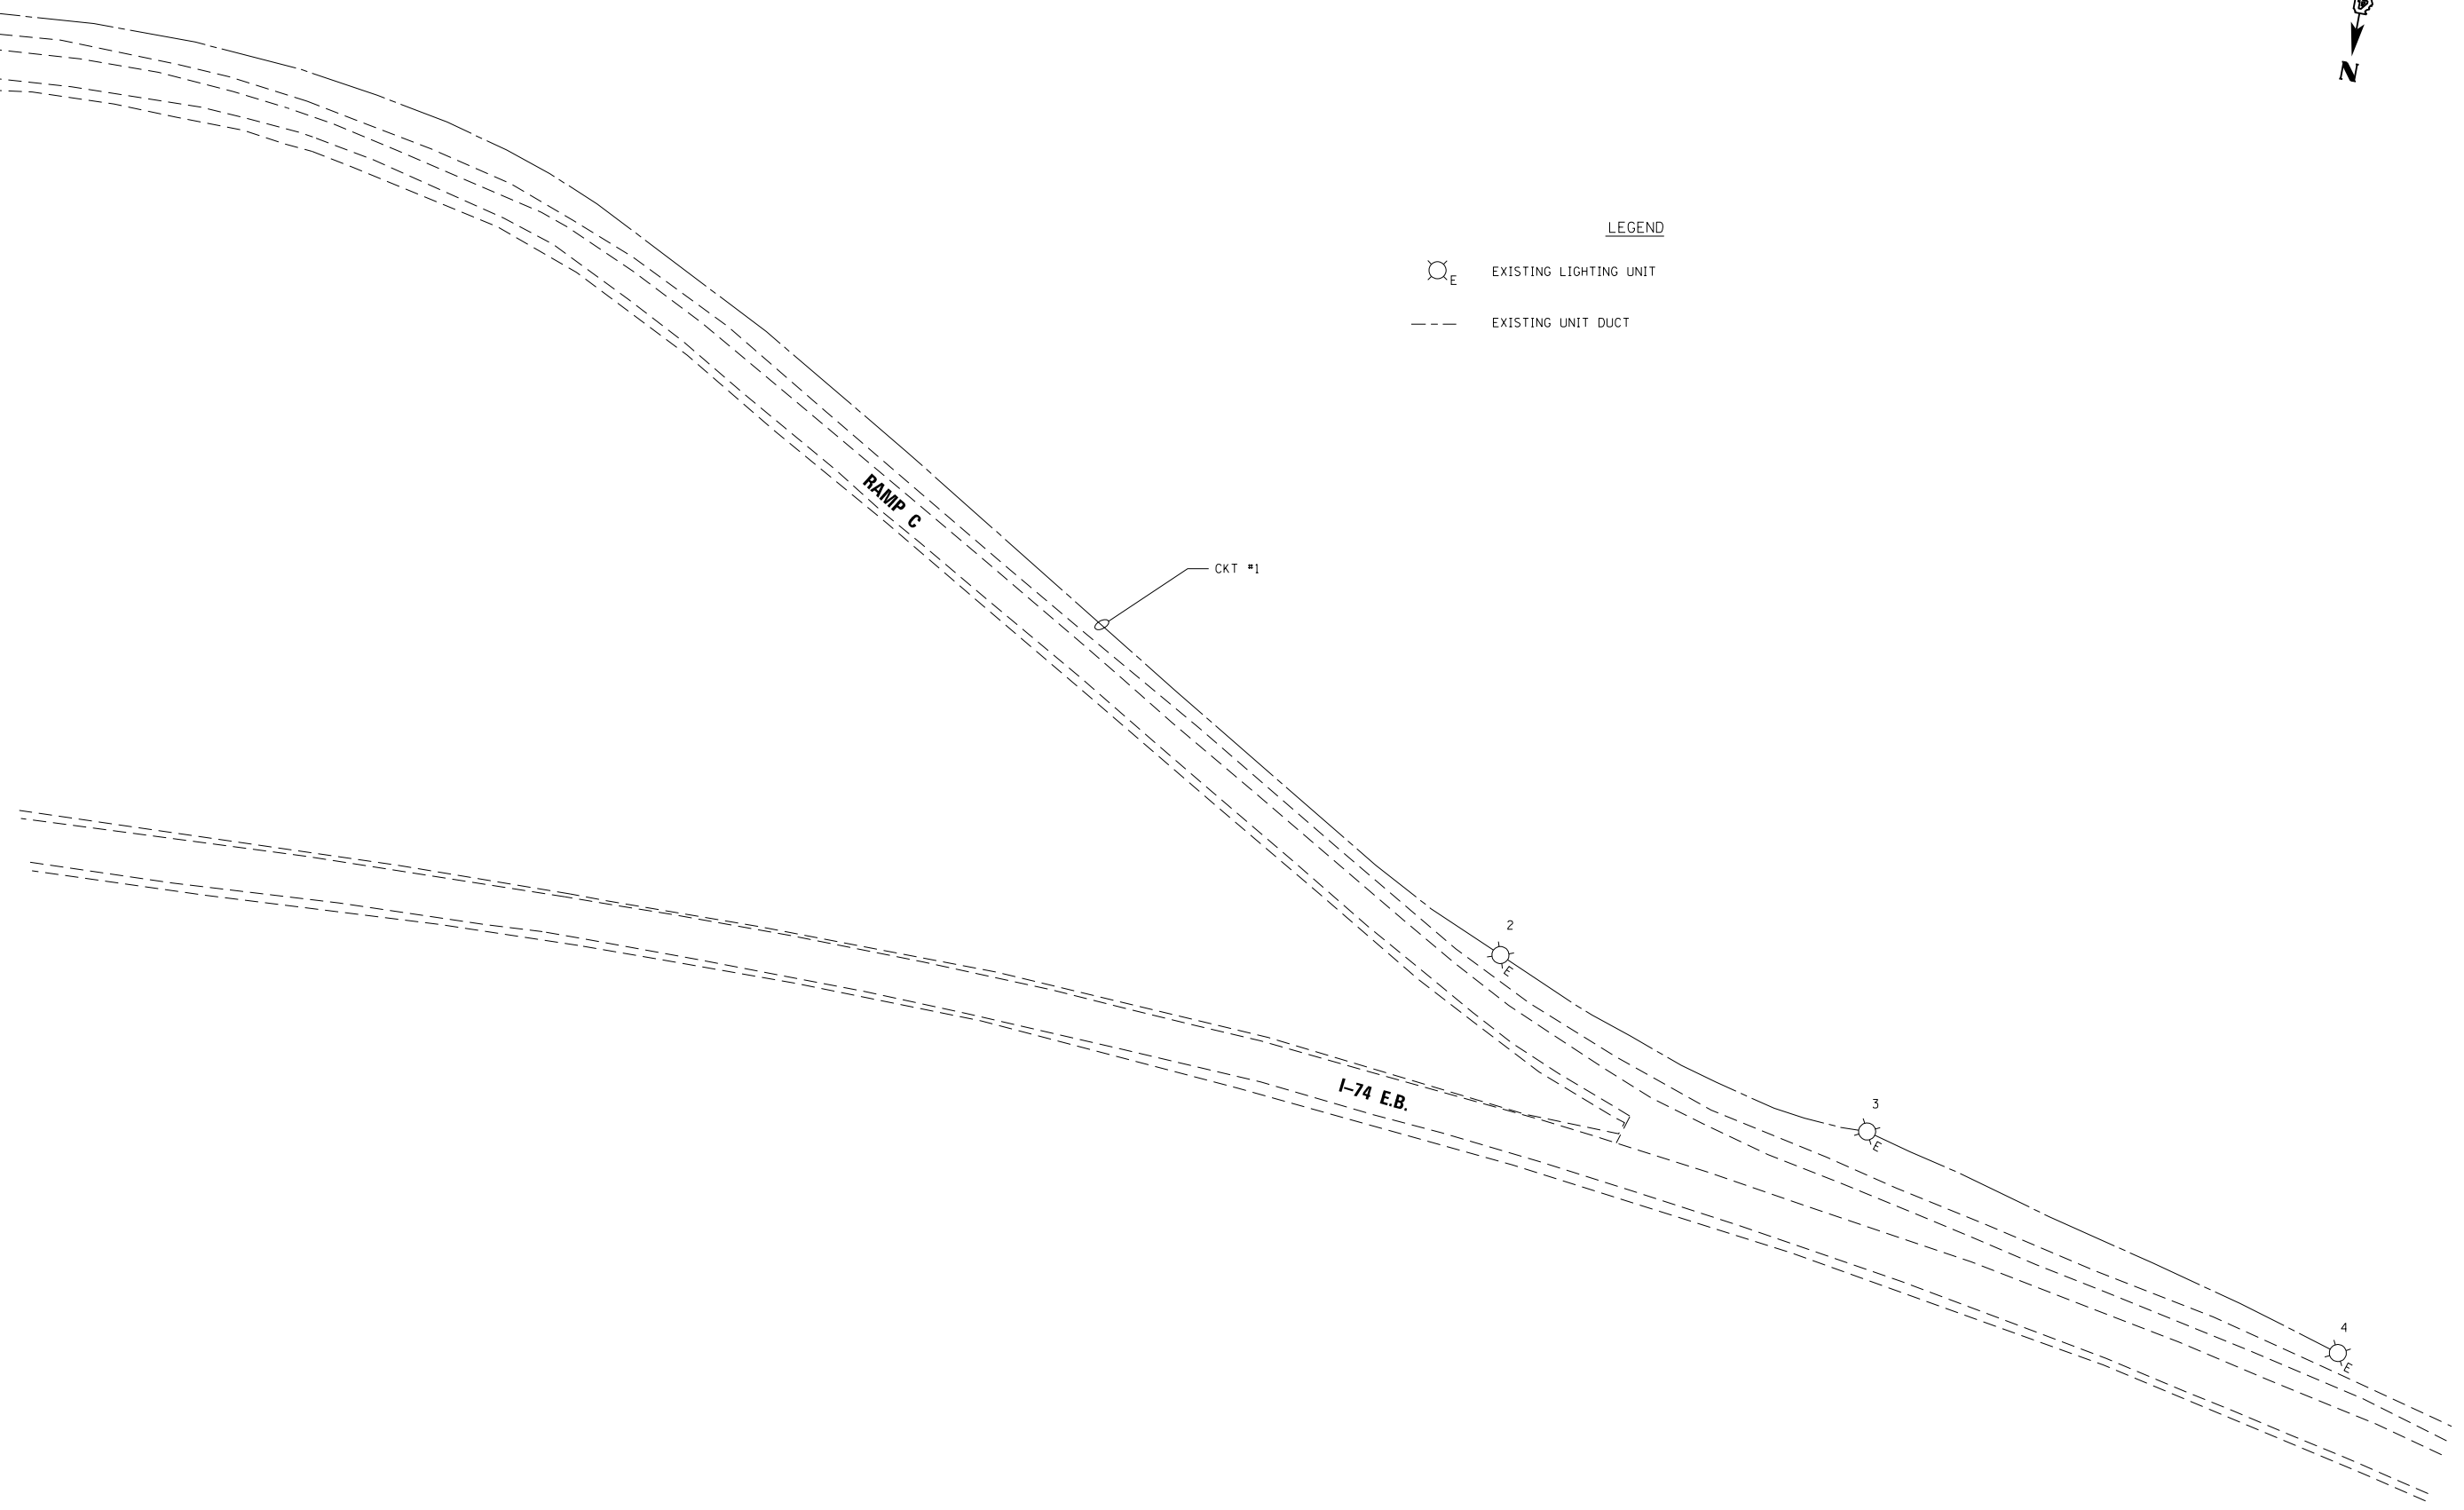 N
LEGEND
E EXISTING LIGHTING UNIT
EXISTING UNIT DUCT
RAMP C
CKT #1
2
E
3
E
I-74 E.B.
4
E